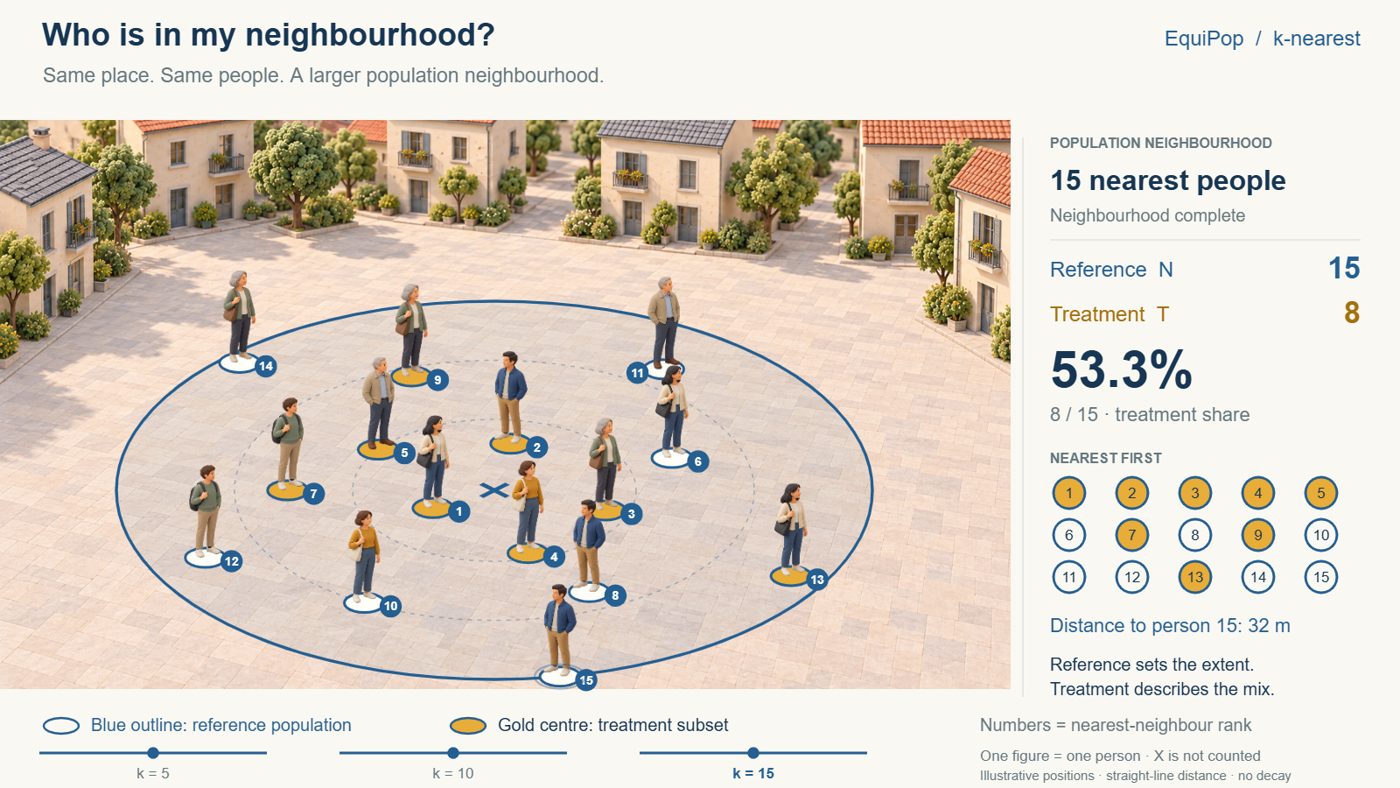 Who is in my neighbourhood?
EquiPop / k-nearest
Same place. Same people. A larger population neighbourhood.
14
9
11
5
2
6
7
1
3
12
4
13
10
8
15
POPULATION NEIGHBOURHOOD
15 nearest people
Neighbourhood complete
Reference N 15
Treatment T 8
53.3%
8 / 15 · treatment share
NEAREST FIRST
1 2 3 4 5
6 7 8 9 10
11 12 13 14 15
Distance to person 15: 32 m
Reference sets the extent.
Treatment describes the mix.
Blue outline: reference population
Gold centre: treatment subset
k = 5
k = 10
k = 15
Numbers = nearest-neighbour rank
One figure = one person · X is not counted
Illustrative positions · straight-line distance · no decay